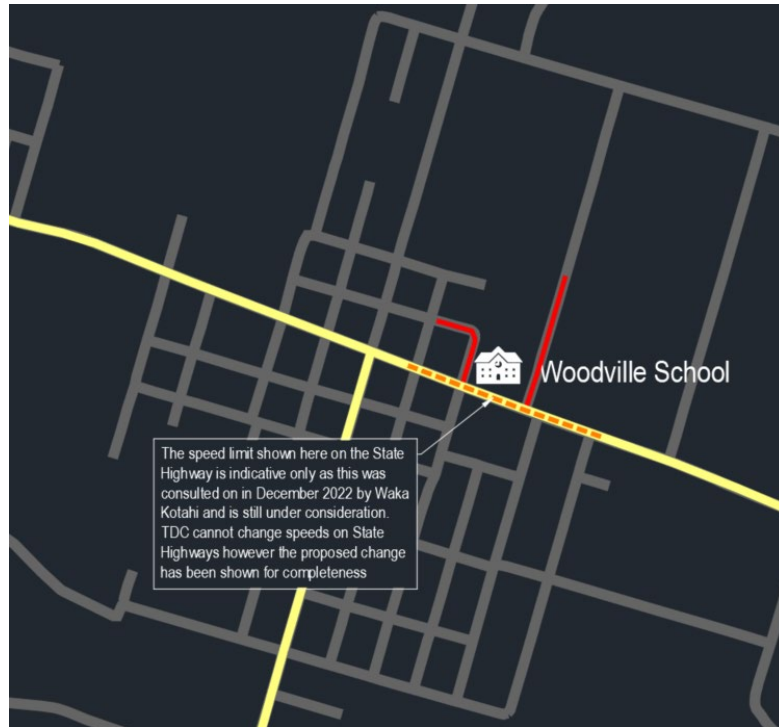 Woodville School
The speed limit shown here on the State
Highway is indicative only as this was
consulted on in December 2022 by Waka
Kotahi and is still under consideration.
TDC cannot change speeds on State
Highways however the proposed change
has been shown for completeness